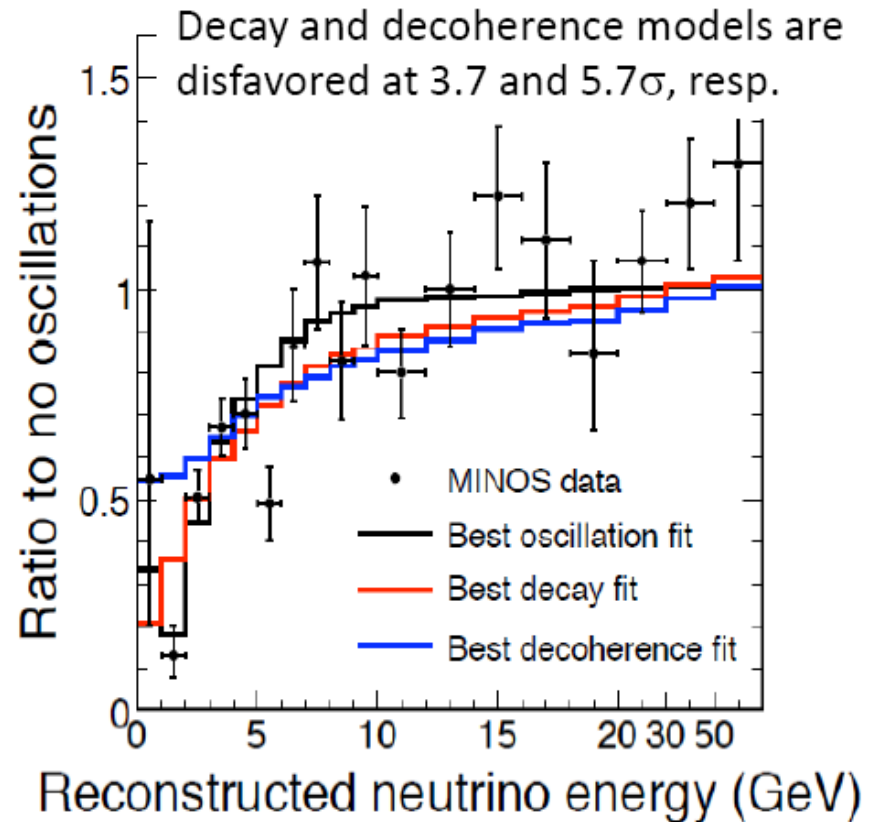 Decay and decoherence models are
disfavored at 3.7 and 5.7σ, resp.
Ratio to no oscillations
1.5
1
0.5
0
MINOS data
Best oscillation fit
Best decay fit
Best decoherence fit
0 5 10 15 20 30 50
Reconstructed neutrino energy (GeV)